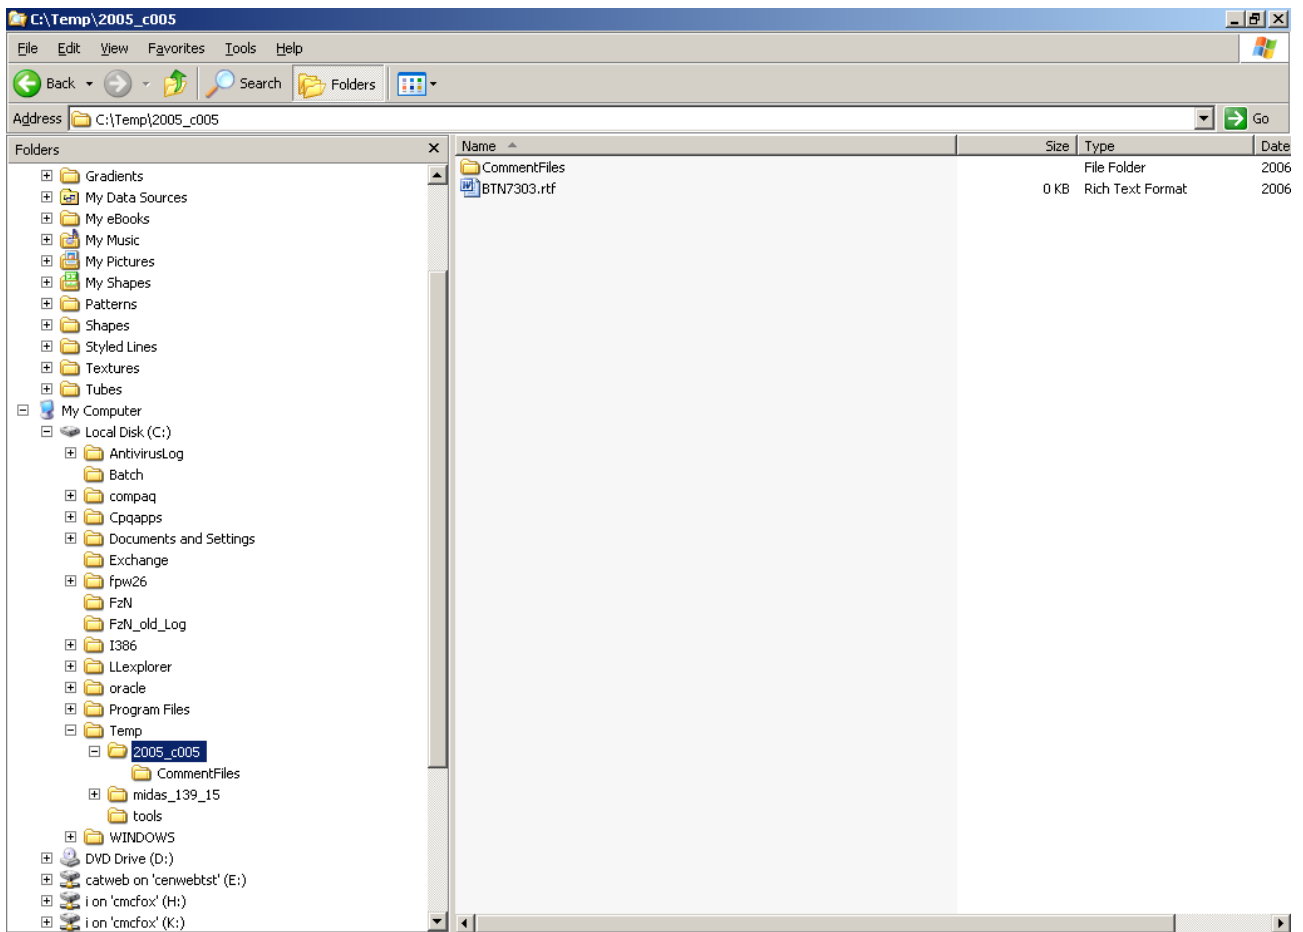 C:\Temp\2005_c005
File Edit View Favorites Tools Help
Back Search Folders
Address C:\Temp\2005_c005 Go
Folders x
Name Size Type Date
Gradients
My Data Sources
My eBooks
My Music
My Pictures
My Shapes
Patterns
Shapes
Styled Lines
Textures
Tubes
My Computer
Local Disk (C:)
AntivirusLog
Batch
compaq
Cpqapps
Documents and Settings
Exchange
fpw26
FzN
FzN_old_Log
I386
LLexplorer
oracle
Program Files
Temp
2005_c005
CommentFiles
midas_139_15
tools
WINDOWS
DVD Drive (D:)
catweb on 'cenwebtst' (E:)
i on 'cmcfox' (H:)
i on 'cmcfox' (K:)
CommentFiles File Folder 2006
BTN7303.rtf 0 KB Rich Text Format 2006